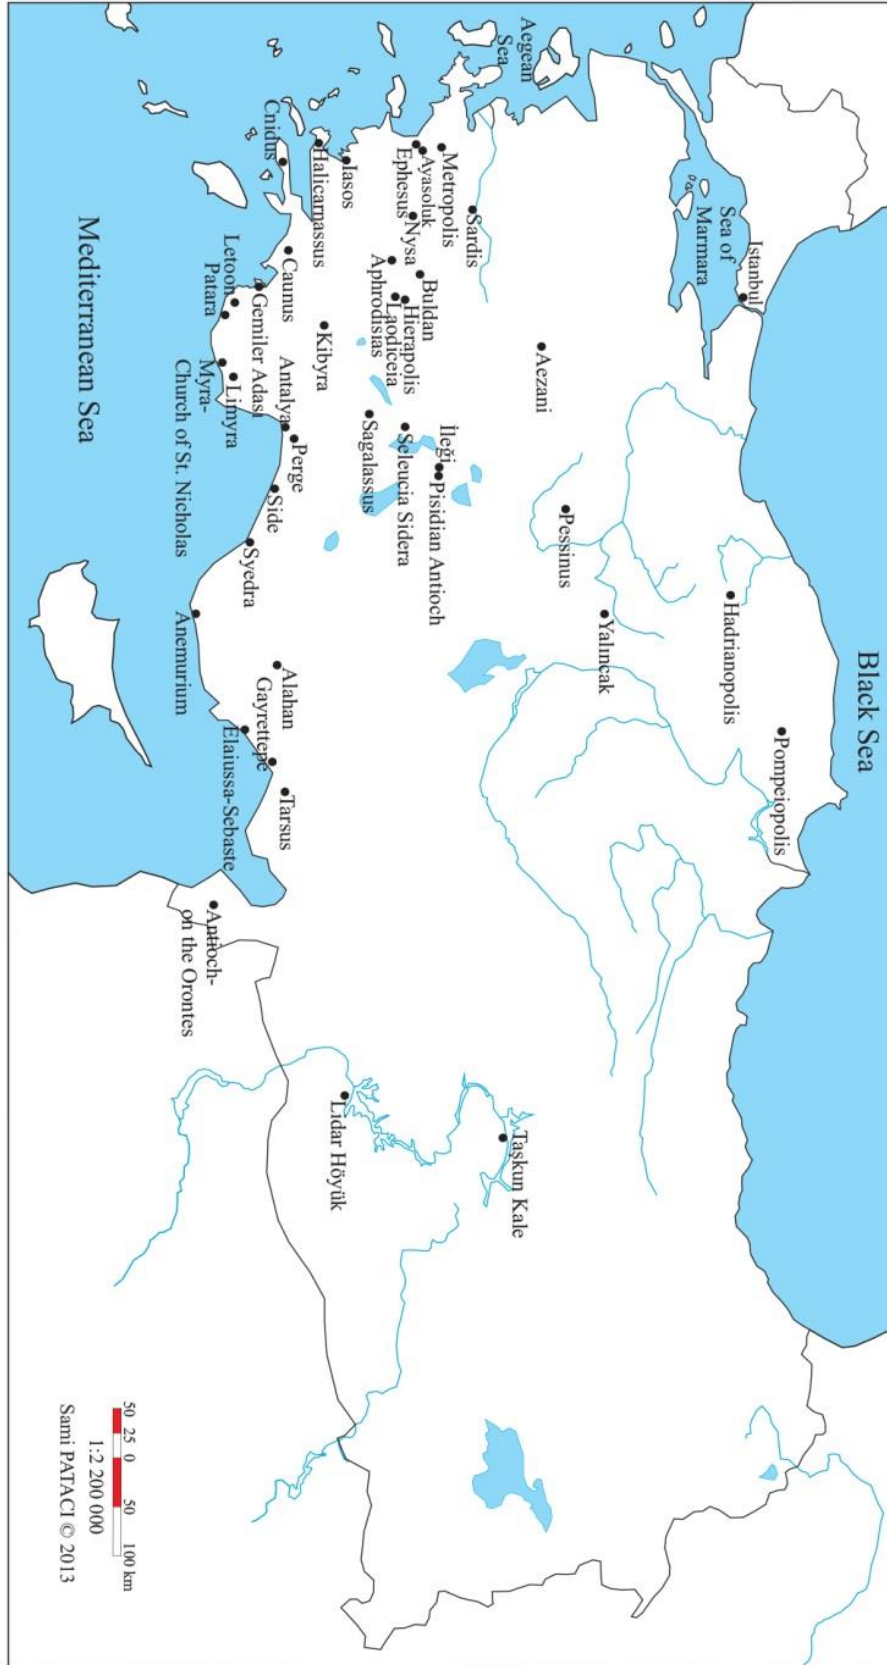 Black Sea
Istanbul
Sea of
Marmara
Pompeiopolis
Hadrianopolis
Aegean
Sea
Yalıncak
Pessinus
Aezani
Taşkun Kale
Sardis
Metropolis
Ayasoluk
Ephesus
Nysa
Buldan
Hierapolis
Laodiceia
Aphrodisias
İleği
Pisidian Antioch
Seleucia Sidera
Sagalassus
Iasos
Halicarnassus
Cnidus
Kibyra
Lidar Höyük
Caunus
Gemiler Adası
Letoon
Patara
Antalya
Perge
Side
Syedra
Limyra
Myra-
Church of St. Nicholas
Alahan
Gayrettepe
Tarsus
Elaiussa-Sebaste
Anemurium
Antioch-
on the Orontes
Mediterranean Sea
50 25 0 50 100 km
1:2 200 000
Sami PATACI © 2013